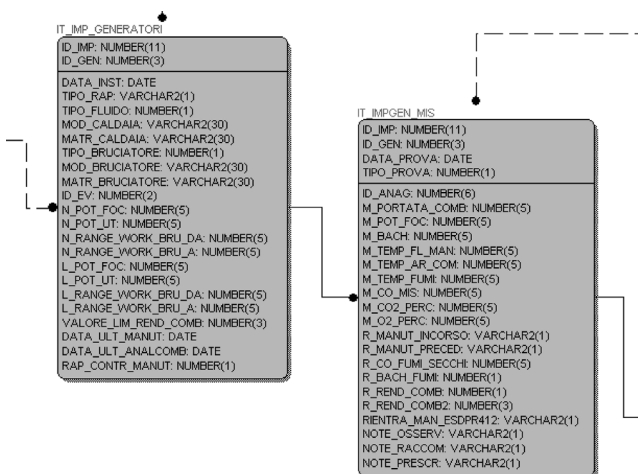 IT_IMP_GENERATORI
ID_IMP: NUMBER(11)
ID_GEN: NUMBER(3)
DATA_INST: DATE
TIPO_RAP: VARCHAR2(1)
TIPO_FLUIDO: NUMBER(1)
MOD_CALDAIA: VARCHAR2(30)
MATR_CALDAIA: VARCHAR2(30)
TIPO_BRUCIATORE: NUMBER(1)
MOD_BRUCIATORE: VARCHAR2(30)
MATR_BRUCIATORE: VARCHAR2(30)
ID_EV: NUMBER(2)
N_POT_FOC: NUMBER(5)
N_POT_UT: NUMBER(5)
N_RANGE_WORK_BRU_DA: NUMBER(5)
N_RANGE_WORK_BRU_A: NUMBER(5)
L_POT_FOC: NUMBER(5)
L_POT_UT: NUMBER(5)
L_RANGE_WORK_BRU_DA: NUMBER(5)
L_RANGE_WORK_BRU_A: NUMBER(5)
VALORE_LIM_REND_COMB: NUMBER(3)
DATA_ULT_MANUT: DATE
DATA_ULT_ANALCOMB: DATE
RAP_CONTR_MANUT: NUMBER(1)
IT_IMPGEN_MIS
ID_IMP: NUMBER(11)
ID_GEN: NUMBER(3)
DATA_PROVA: DATE
TIPO_PROVA: NUMBER(1)
ID_ANAG: NUMBER(6)
M_PORTATA_COMB: NUMBER(5)
M_POT_FOC: NUMBER(5)
M_BACH: NUMBER(5)
M_TEMP_FL_MAN: NUMBER(5)
M_TEMP_AR_COM: NUMBER(5)
M_TEMP_FUMI: NUMBER(5)
M_CO_MIS: NUMBER(5)
M_CO2_PERC: NUMBER(5)
M_O2_PERC: NUMBER(5)
R_MANUT_INCORSO: VARCHAR2(1)
R_MANUT_PRECED: VARCHAR2(1)
R_CO_FUMI_SECCHI: NUMBER(5)
R_BACH_FUMI: NUMBER(1)
R_REND_COMB: NUMBER(1)
R_REND_COMB2: NUMBER(3)
RIENTRA_MAN_ESDPR412: VARCHAR2(1)
NOTE_OSSERV: VARCHAR2(1)
NOTE_RACCOM: VARCHAR2(1)
NOTE_PRESCR: VARCHAR2(1)